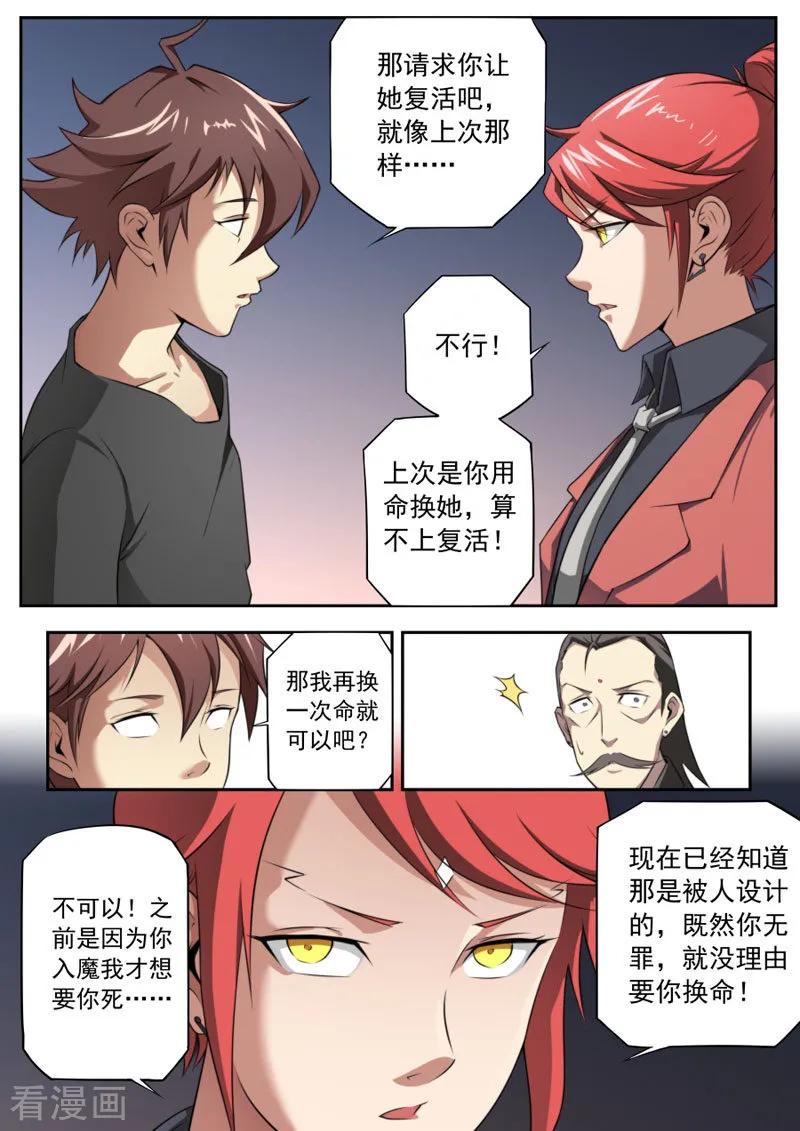 那请求你让
她复活吧，
就像上次那
样……
不行！
上次是你用
命换她，算
不上复活！
那我再换
一次命就
可以吧？
不可以！之
前是因为你
入魔我才想
要你死……
现在已经知道
那是被人设计
的，既然你无
罪，就没理由
要你换命！
看漫画